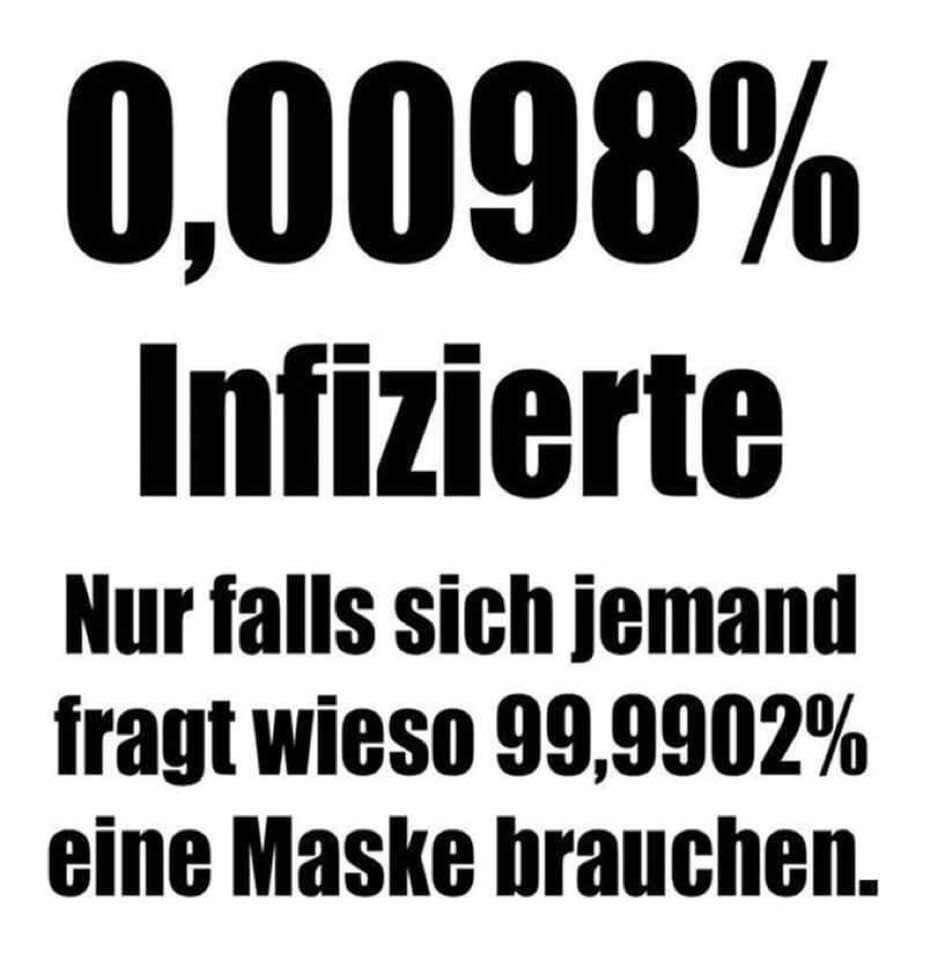 0,0098%
Infizierte
Nur falls sich jemand
fragt wieso 99,9902%
eine Maske brauchen.